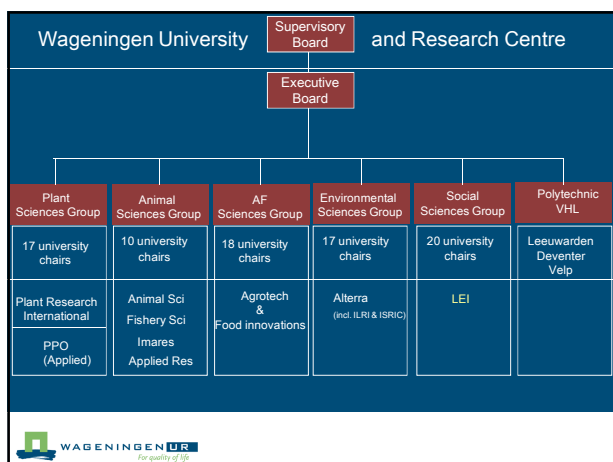 Wageningen University
Supervisory
Board
and Research Centre
Executive
Board
Plant
Sciences Group
Animal
Sciences Group
AF
Sciences Group
Environmental
Sciences Group
Social
Sciences Group
Polytechnic
VHL
17 university
chairs
10 university
chairs
18 university
chairs
17 university
chairs
20 university
chairs
Leeuwarden
Deventer
Velp
Plant Research
International
PPO
(Applied)
Animal Sci
Fishery Sci
Imares
Applied Res
Agrotech
&
Food innovations
Alterra
(incl. ILRI & ISRIC)
LEI
WAGENINGEN UR
For quality of life